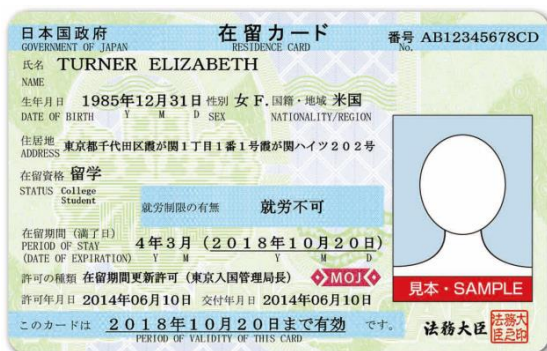 日本国政府 在留カード 番号 AB12345678CD
GOVERNMENT OF JAPAN RESIDENCE CARD No.
氏名 TURNER ELIZABETH
NAME
生年月日 1985年12月31日 性別 女 F. 国籍・地域 米国
DATE OF BIRTH Y M D SEX NATIONALITY/REGION
住居地 東京都千代田区霞が関1丁目1番1号霞が関ハイツ202号
ADDRESS
在留資格 留学
STATUS College
Student
就労制限の有無 就労不可
在留期間(満了日)
PERIOD OF STAY 4年3月(2018年10月20日)
(DATE OF EXPIRATION) Y M Y M D
許可の種類 在留期間更新許可(東京入国管理局長) MOJ
見本・SAMPLE
許可年月日 2014年06月10日 交付年月日 2014年06月10日
このカードは 2018年10月20日まで有効 です。
PERIOD OF VALIDITY OF THIS CARD
法務大臣 法務大臣之印